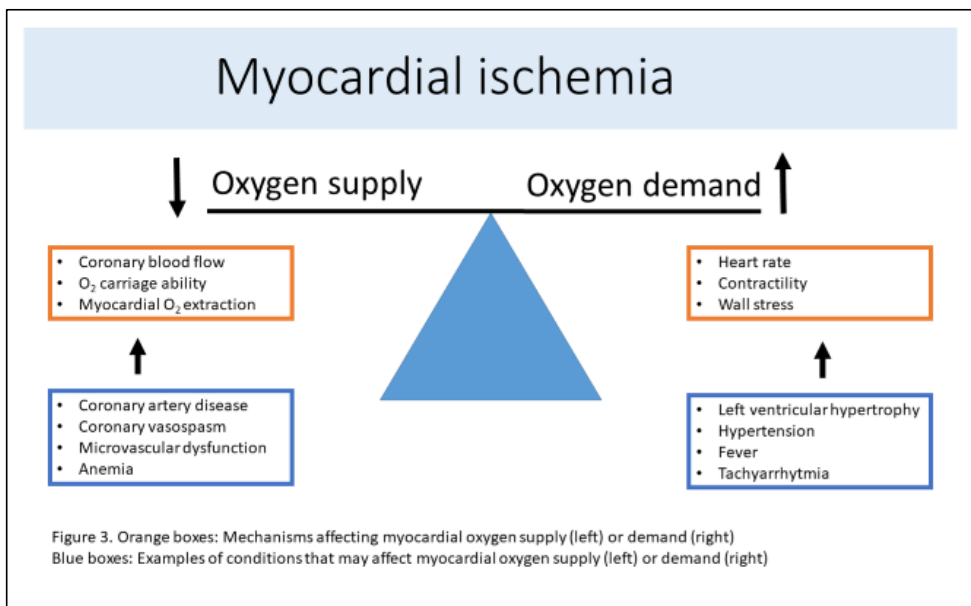 Myocardial ischemia
Oxygen supply
Oxygen demand
• Coronary blood flow
• O₂ carriage ability
• Myocardial O₂ extraction
• Heart rate
• Contractility
• Wall stress
• Coronary artery disease
• Coronary vasospasm
• Microvascular dysfunction
• Anemia
• Left ventricular hypertrophy
• Hypertension
• Fever
• Tachyarrhytmia
Figure 3. Orange boxes: Mechanisms affecting myocardial oxygen supply (left) or demand (right)
Blue boxes: Examples of conditions that may affect myocardial oxygen supply (left) or demand (right)